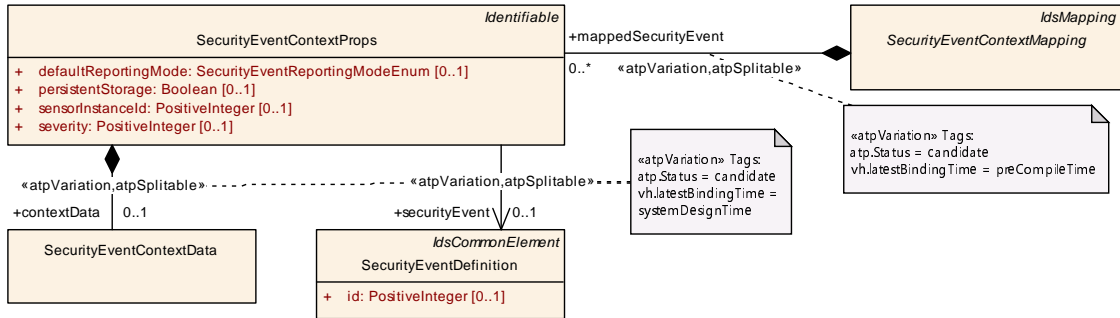 Identifiable
SecurityEventContextProps
+ defaultReportingMode: SecurityEventReportingModeEnum [0..1]
+ persistentStorage: Boolean [0..1]
+ sensorInstanceId: PositiveInteger [0..1]
+ severity: PositiveInteger [0..1]
+mappedSecurityEvent
0..*
«atpVariation,atpSplitable»
IdsMapping
SecurityEventContextMapping
«atpVariation» Tags:
atp.Status = candidate
vh.latestBindingTime = preCompileTime
«atpVariation» Tags:
atp.Status = candidate
vh.latestBindingTime =
systemDesignTime
«atpVariation,atpSplitable»
«atpVariation,atpSplitable»
+contextData
0..1
+securityEvent
0..1
SecurityEventContextData
IdsCommonElement
SecurityEventDefinition
+ id: PositiveInteger [0..1]